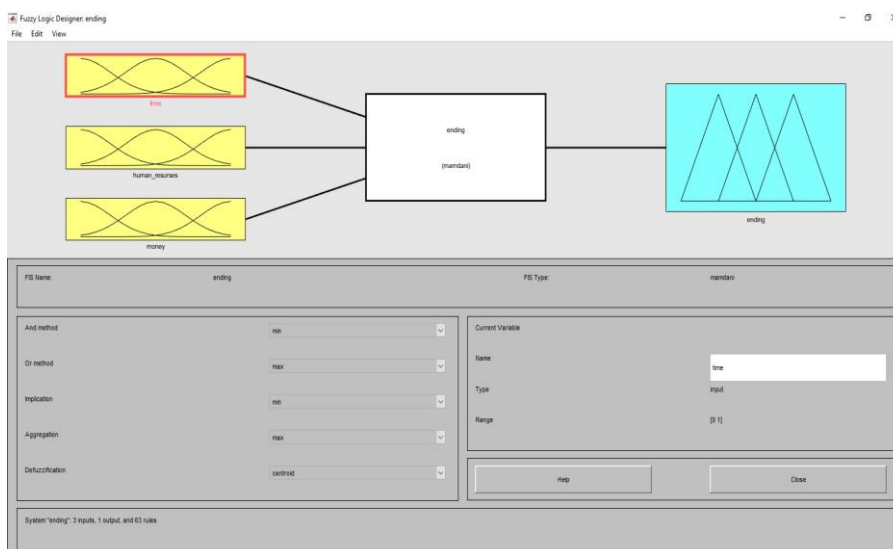 Fuzzy Logic Designer: ending
File Edit View
time
human_resurses
money
ending
(mamdani)
ending
FIS Name: ending FIS Type: mamdani
And method min
Or method max
Implication min
Aggregation max
Defuzzification centroid
Current Variable
Name time
Type input
Range [0 1]
Help Close
System "ending": 3 inputs, 1 output, and 63 rules